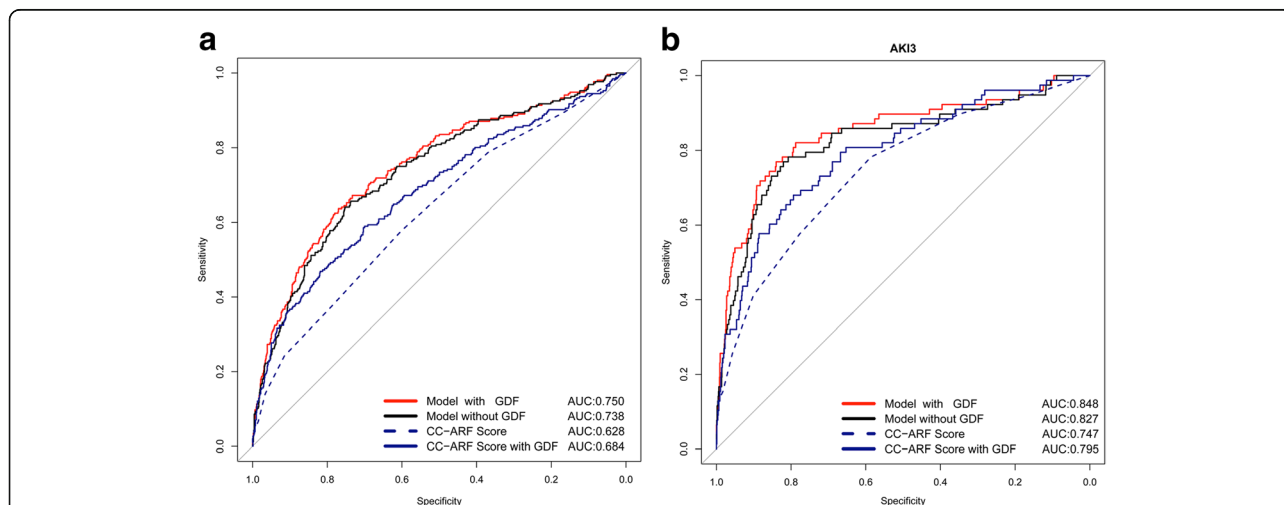 a
1.0
0.8
0.6
0.4
0.2
0.0
Sensitivity
Model with GDF AUC:0.750
Model without GDF AUC:0.738
CC-ARF Score AUC:0.628
CC-ARF Score with GDF AUC:0.684
1.0 0.8 0.6 0.4 0.2 0.0
Specificity
b
AKI3
1.0
0.8
0.6
0.4
0.2
0.0
Sensitivity
Model with GDF AUC:0.848
Model without GDF AUC:0.827
CC-ARF Score AUC:0.747
CC-ARF Score with GDF AUC:0.795
1.0 0.8 0.6 0.4 0.2 0.0
Specificity